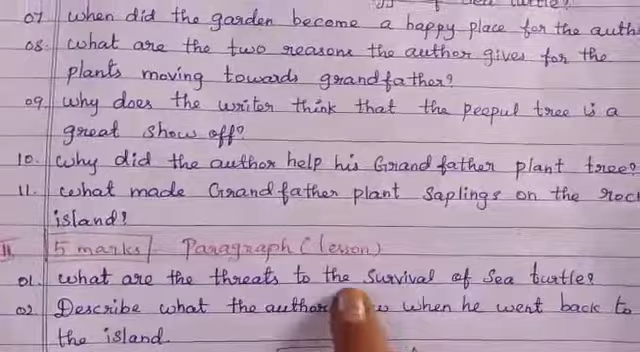 07 When did the garden become a happy place for the auth
08. What are the two reasons the author gives for the
plants moving towards grandfather?
09. Why does the writer think that the peepul tree is a
great show off?
10. Why did the author help his Grandfather plant tree?
11. What made Grandfather plant saplings on the roc
island?
II 5 marks Paragraph (lesson)
01. What are the threats to the survival of sea turtle?
02 Describe what the author when he went back to
the island.